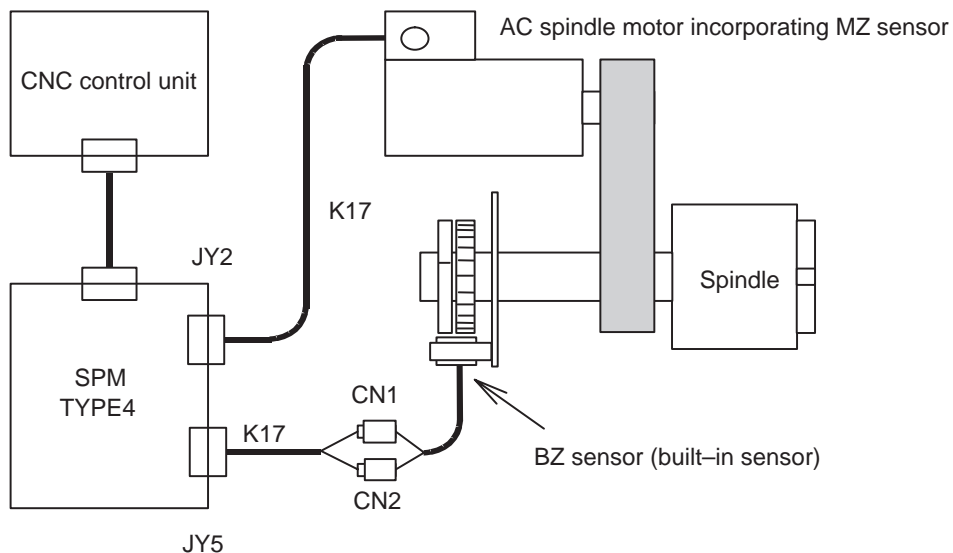 AC spindle motor incorporating MZ sensor
CNC control unit
K17
JY2
Spindle
SPM
TYPE4
CN1
K17
BZ sensor (built–in sensor)
CN2
JY5